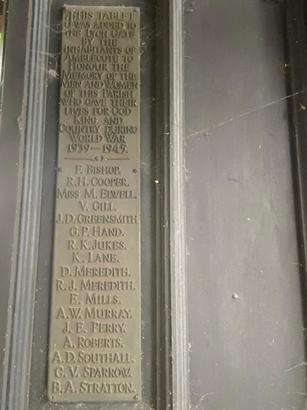 THIS TABLET
WAS ADDED TO
THE LYCH GATE
BY THE
INHABITANTS OF
AMBLECOTE TO
HONOUR THE
MEMORY OF THE
MEN AND WOMEN
OF THIS PARISH
WHO GAVE THEIR
LIVES FOR GOD
KING AND
COUNTRY DURING
WORLD WAR
1939—1945.
F. BISHOP.
R.H. COOPER.
MISS M. ELWELL.
V. GILL.
J.D. GREENSMITH
G.P. HAND.
R.K. JUKES.
K. LANE.
D. MEREDITH.
R.J. MEREDITH.
E. MILLS.
A.W. MURRAY.
J.E. PERRY.
A. ROBERTS.
A.D. SOUTHALL.
C.V. SPARROW.
B.A. STRATTON.